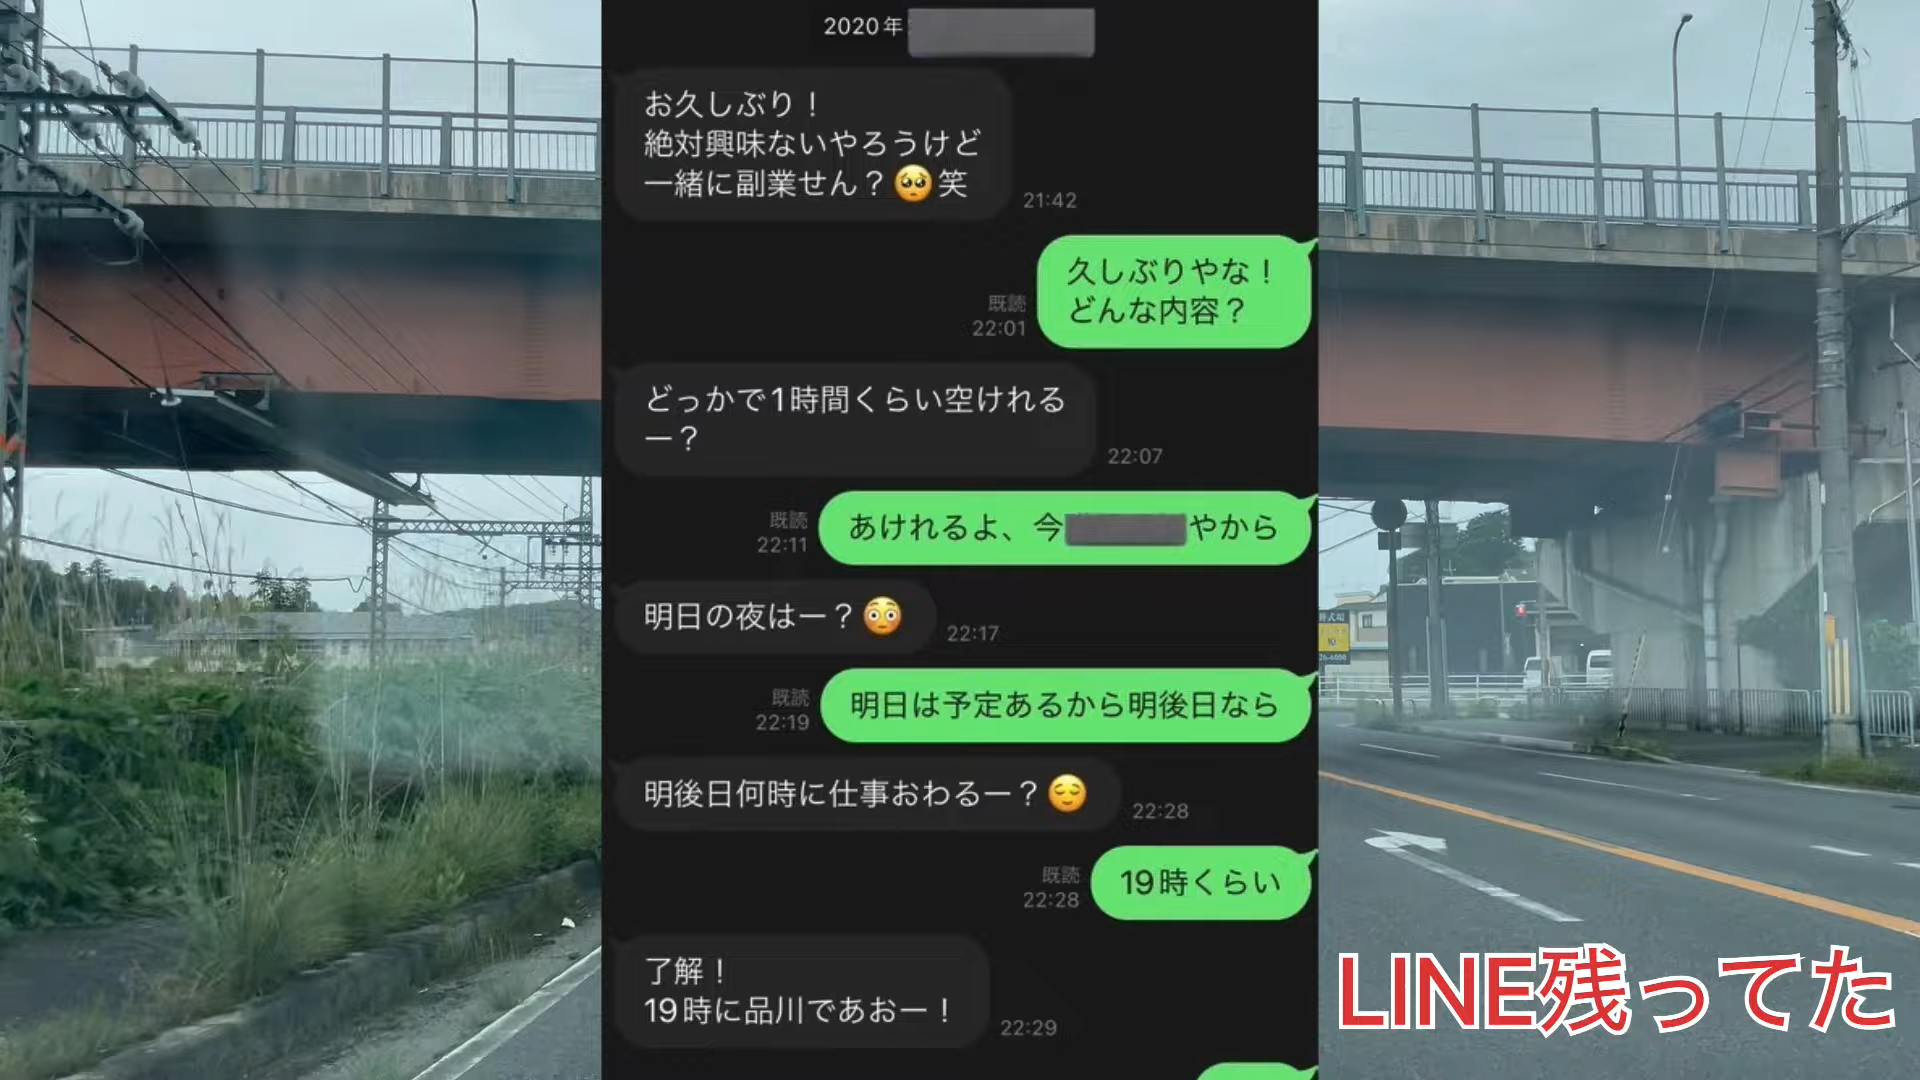 2020年
お久しぶり！
絶対興味ないやろうけど
一緒に副業せん？🥺笑
21:42
久しぶりやな！
どんな内容？
既読
22:01
どっかで1時間くらい空けれる
ー？
22:07
あけれるよ、今 やから
既読
22:11
明日の夜はー？😳
22:17
明日は予定あるから明後日なら
既読
22:19
明後日何時に仕事おわるー？😌
22:28
19時くらい
既読
22:28
了解！
19時に品川であおー！
22:29
LINE残ってた